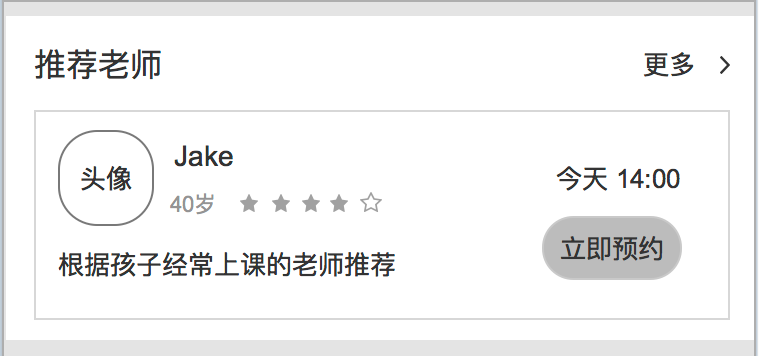 推荐老师
更多
头像
Jake
40岁
今天 14:00
立即预约
根据孩子经常上课的老师推荐